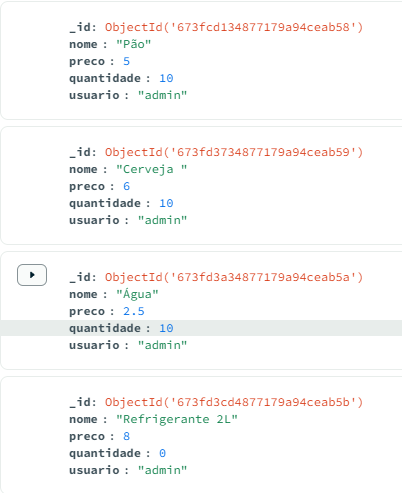 _id: ObjectId('673fcd134877179a94ceab58')
nome : "Pão"
preco : 5
quantidade : 10
usuario : "admin"
_id: ObjectId('673fd3734877179a94ceab59')
nome : "Cerveja "
preco : 6
quantidade : 10
usuario : "admin"
_id: ObjectId('673fd3a34877179a94ceab5a')
nome : "Água"
preco : 2.5
quantidade : 10
usuario : "admin"
_id: ObjectId('673fd3cd4877179a94ceab5b')
nome : "Refrigerante 2L"
preco : 8
quantidade : 0
usuario : "admin"